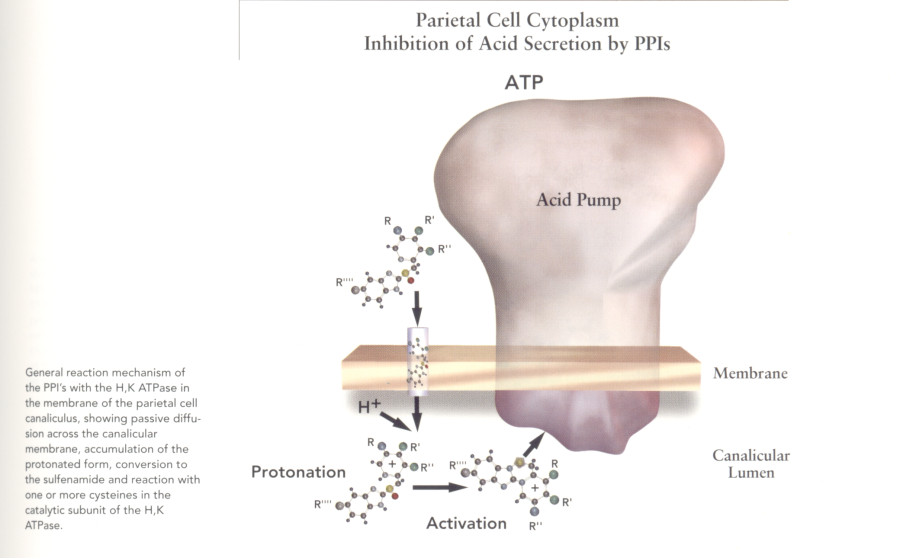 Parietal Cell Cytoplasm
Inhibition of Acid Secretion by PPIs
ATP
Acid Pump
R
R'
R''
R''''
Membrane
General reaction mechanism of
the PPI's with the H,K ATPase in
the membrane of the parietal cell
canaliculus, showing passive diffu-
sion across the canalicular
membrane, accumulation of the
protonated form, conversion to
the sulfenamide and reaction with
one or more cysteines in the
catalytic subunit of the H,K
ATPase.
H+
R
R'
R''
R''''
+
Protonation
R''''
R
R'
R''
+
Activation
Canalicular
Lumen